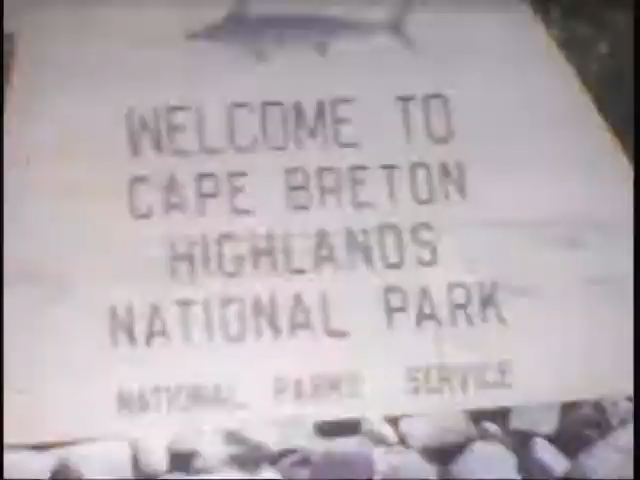 WELCOME TO
CAPE BRETON
HIGHLANDS
NATIONAL PARK
NATIONAL PARKS SERVICE